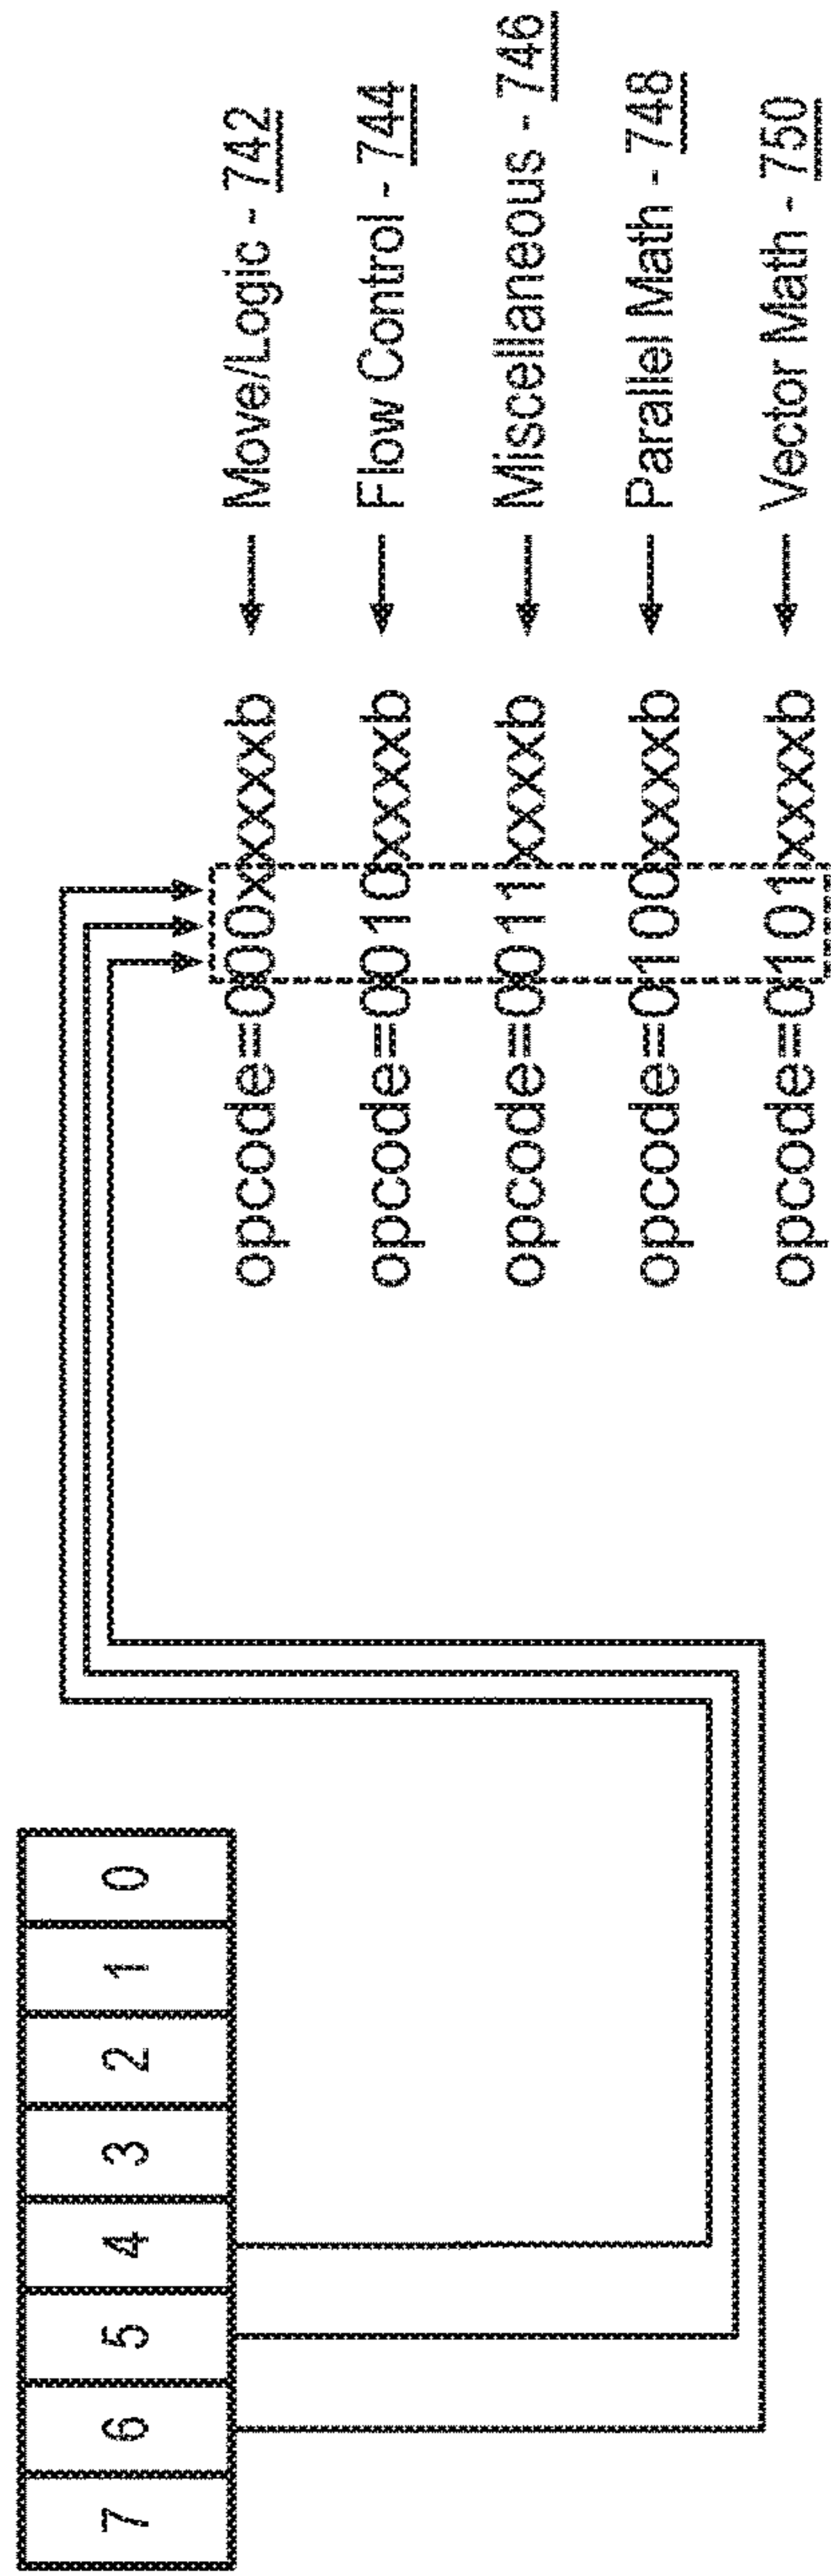 7 6 5 4 3 2 1 0
opcode=000xxxxxb ← Move/Logic - 742
opcode=0010xxxxb ← Flow Control - 744
opcode=0011xxxxb ← Miscellaneous - 746
opcode=0100xxxxb ← Parallel Math - 748
opcode=0101xxxxb ← Vector Math - 750